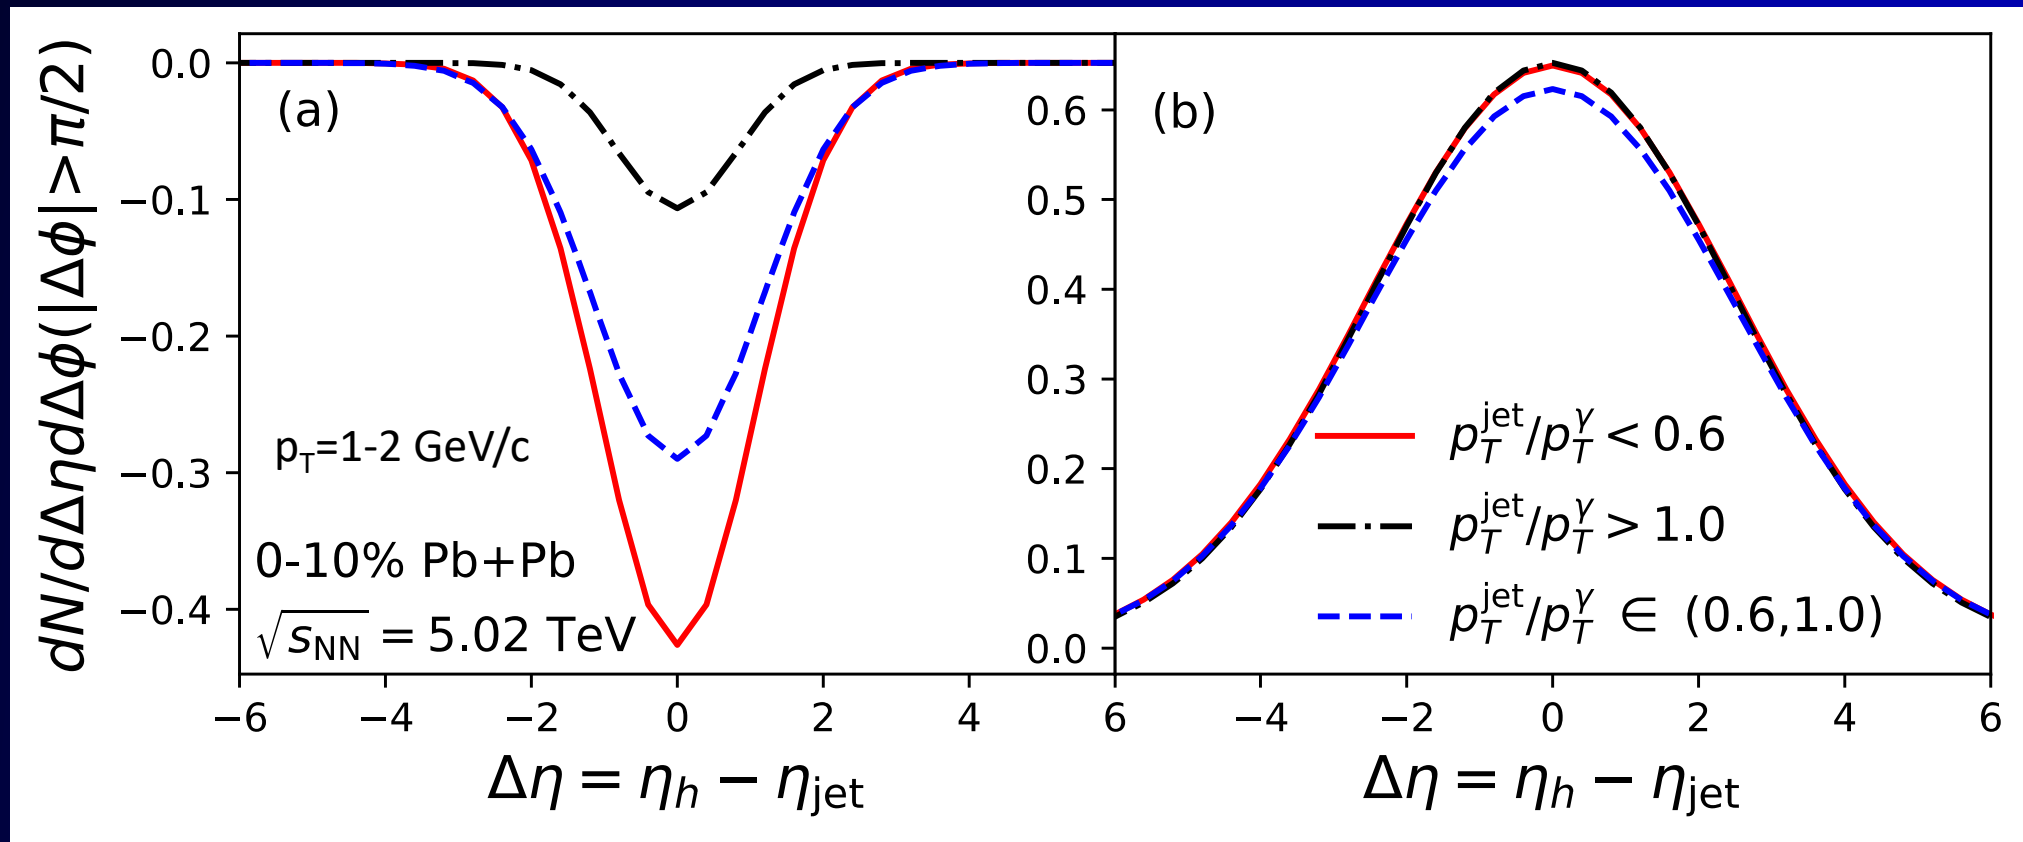 dN/dΔηdΔϕ(|Δϕ|>π/2)
0.0
−0.1
−0.2
−0.3
−0.4
(a)
p_T=1-2 GeV/c
0-10% Pb+Pb
√s_NN = 5.02 TeV
−6 −4 −2 0 2 4 6
Δη = η_h − η_jet
0.6
0.5
0.4
0.3
0.2
0.1
0.0
(b)
p_T^jet/p_T^γ < 0.6
p_T^jet/p_T^γ > 1.0
p_T^jet/p_T^γ ∈ (0.6,1.0)
−4 −2 0 2 4 6
Δη = η_h − η_jet